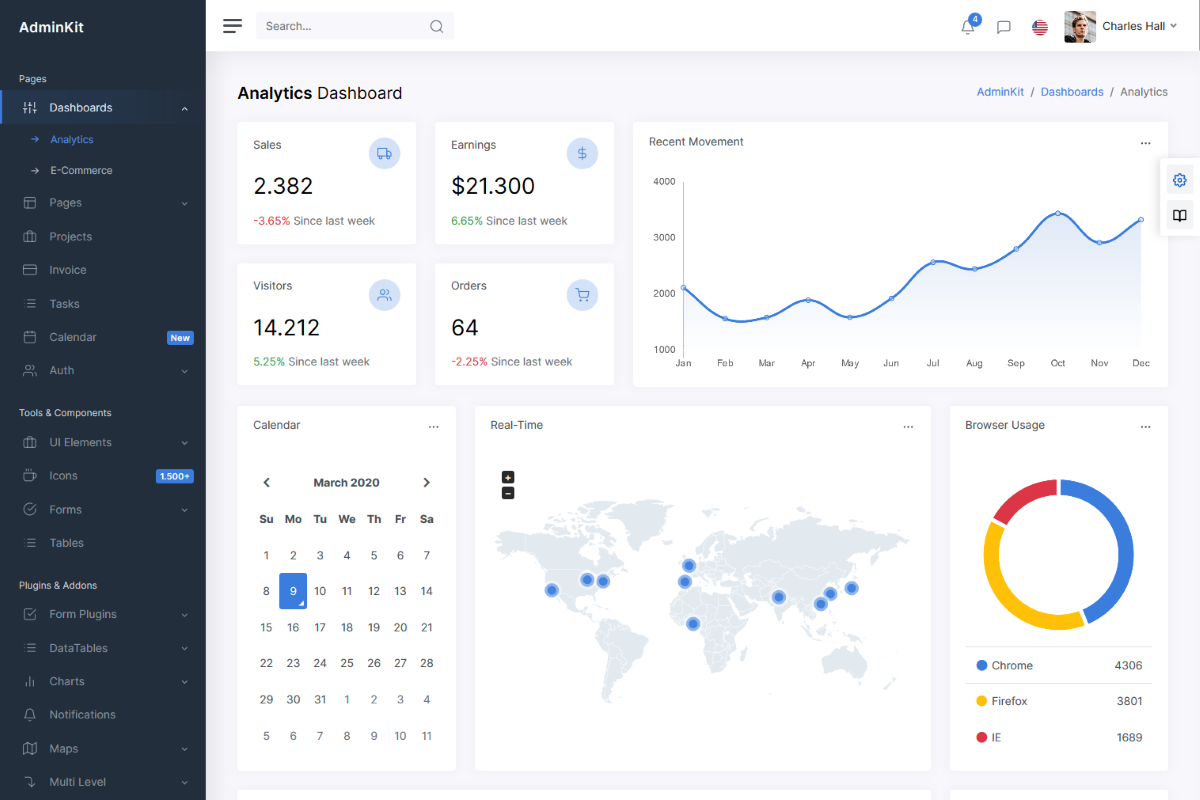 AdminKit
Pages
Dashboards
Analytics
E-Commerce
Pages
Projects
Invoice
Tasks
Calendar New
Auth
Tools & Components
UI Elements
Icons 1.500+
Forms
Tables
Plugins & Addons
Form Plugins
DataTables
Charts
Notifications
Maps
Multi Level
Search...
4
Charles Hall
Analytics Dashboard
AdminKit / Dashboards / Analytics
Sales
2.382
-3.65% Since last week
Earnings
$21.300
6.65% Since last week
Visitors
14.212
5.25% Since last week
Orders
64
-2.25% Since last week
Recent Movement
4000
3000
2000
1000
Jan Feb Mar Apr May Jun Jul Aug Sep Oct Nov Dec
Calendar
March 2020
Su Mo Tu We Th Fr Sa
1 2 3 4 5 6 7
8 9 10 11 12 13 14
15 16 17 18 19 20 21
22 23 24 25 26 27 28
29 30 31 1 2 3 4
5 6 7 8 9 10 11
Real-Time
+
−
Browser Usage
Chrome 4306
Firefox 3801
IE 1689